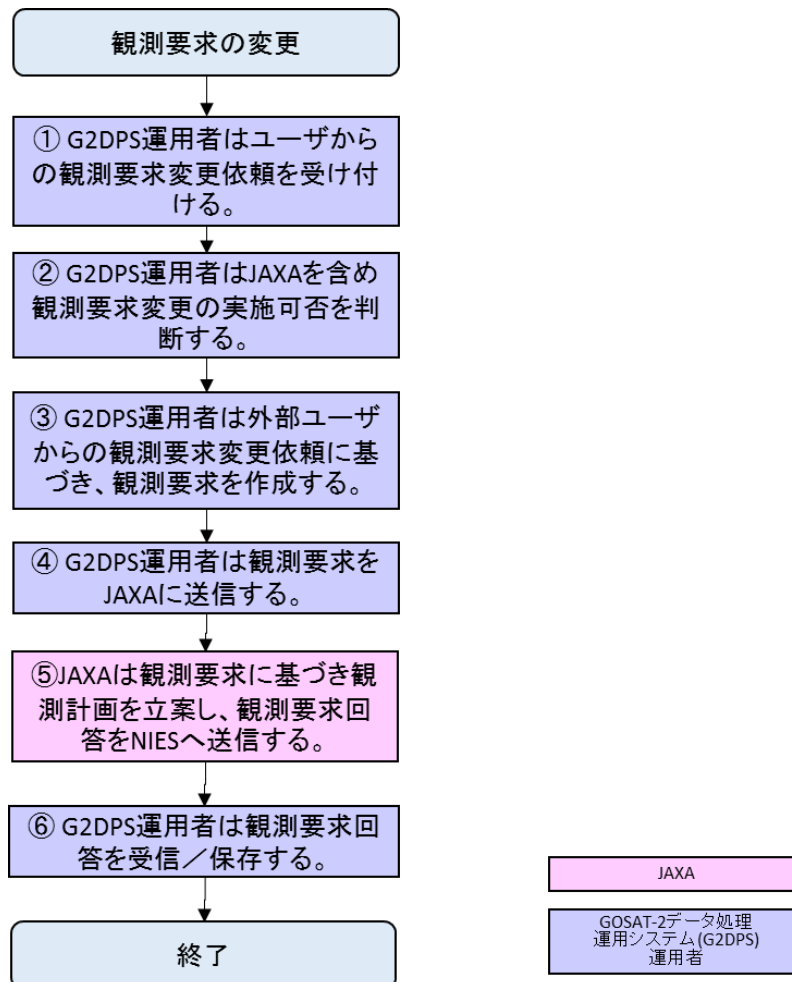 観測要求の変更
① G2DPS運用者はユーザから
の観測要求変更依頼を受け付
ける。
② G2DPS運用者はJAXAを含め
観測要求変更の実施可否を判
断する。
③ G2DPS運用者は外部ユーザ
からの観測要求変更依頼に基
づき、観測要求を作成する。
④ G2DPS運用者は観測要求を
JAXAに送信する。
⑤JAXAは観測要求に基づき観
測計画を立案し、観測要求回
答をNIESへ送信する。
⑥ G2DPS運用者は観測要求回
答を受信／保存する。
終了
JAXA
GOSAT-2データ処理
運用システム(G2DPS)
運用者